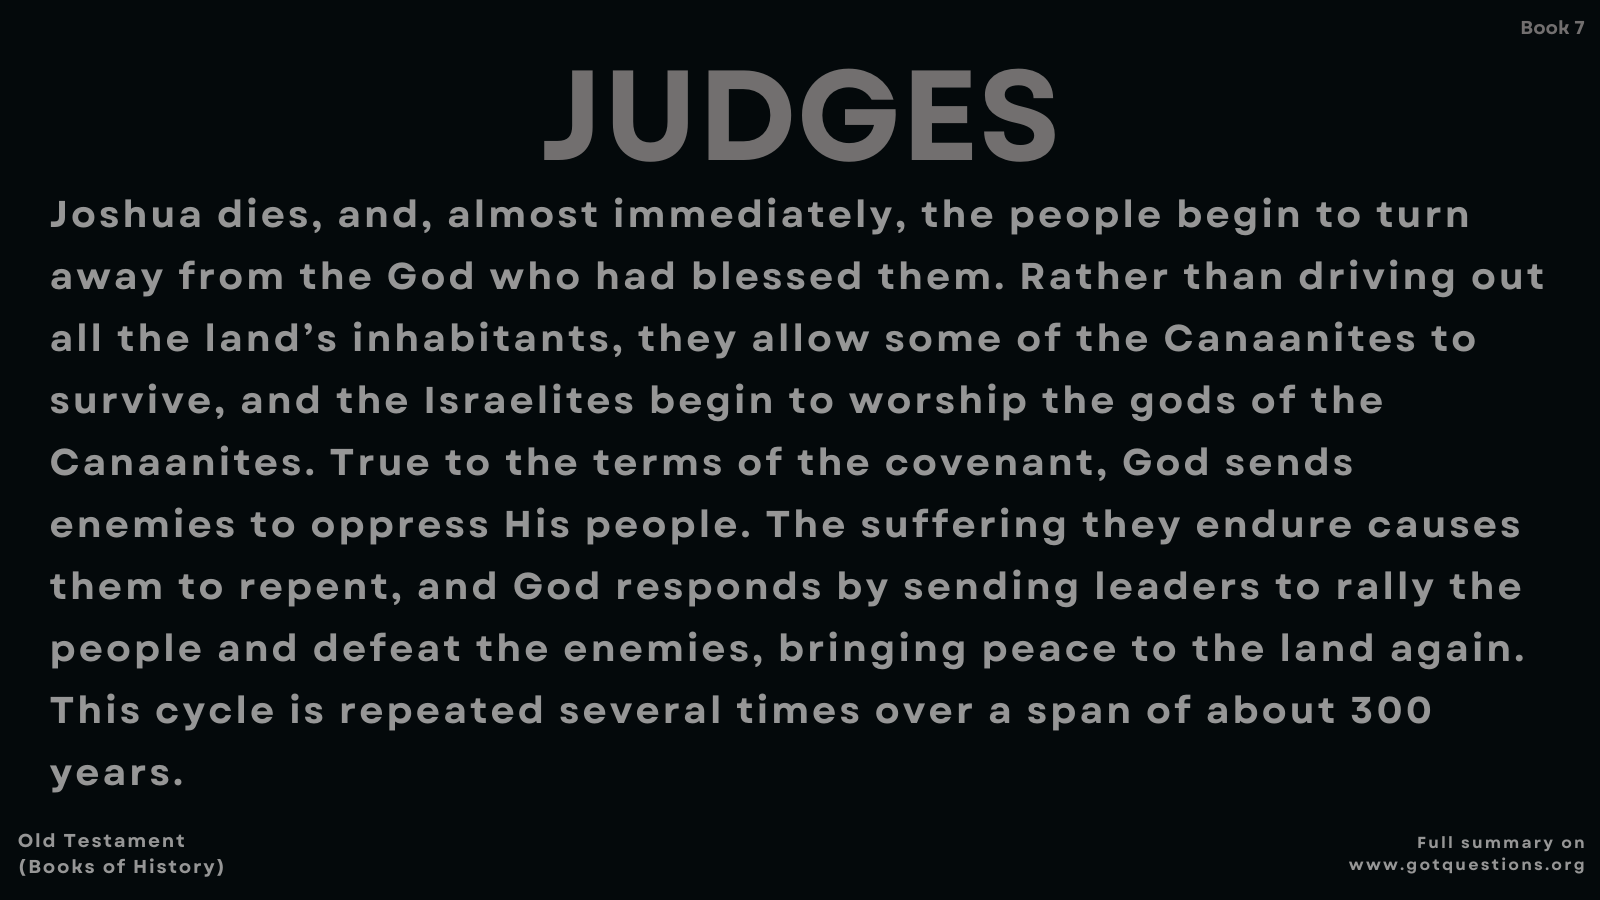 Book 7
JUDGES
Joshua dies, and, almost immediately, the people begin to turn
away from the God who had blessed them. Rather than driving out
all the land’s inhabitants, they allow some of the Canaanites to
survive, and the Israelites begin to worship the gods of the
Canaanites. True to the terms of the covenant, God sends
enemies to oppress His people. The suffering they endure causes
them to repent, and God responds by sending leaders to rally the
people and defeat the enemies, bringing peace to the land again.
This cycle is repeated several times over a span of about 300
years.
Old Testament
(Books of History)
Full summary on
www.gotquestions.org